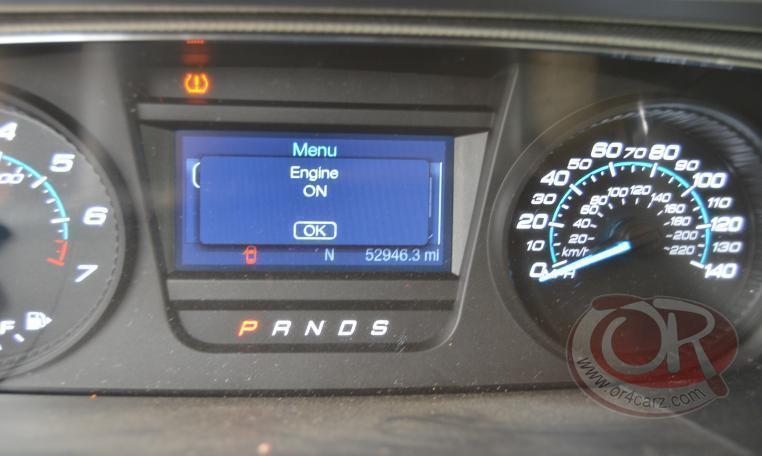 Menu
Engine
ON
OK
N 52946.3 mi
P R N D S
4
5
6
7
F
0 10 20 30 40 50 60 70 80 90 100 110 120 130 140
MPH
20 40 60 80 100 120 140 160 180 200 220
km/h
OR
www.or4carz.com